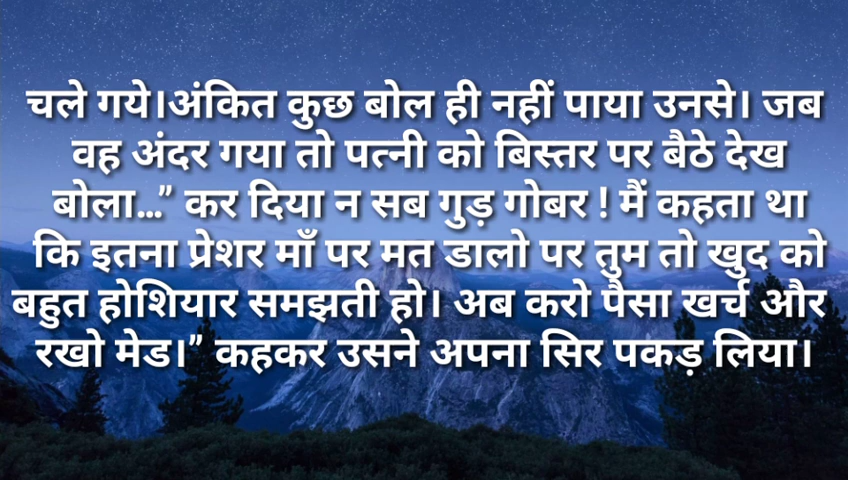 चले गये।अंकित कुछ बोल ही नहीं पाया उनसे। जब
वह अंदर गया तो पत्नी को बिस्तर पर बैठे देख
बोला...” कर दिया न सब गुड़ गोबर ! मैं कहता था
कि इतना प्रेशर माँ पर मत डालो पर तुम तो खुद को
बहुत होशियार समझती हो। अब करो पैसा खर्च और
रखो मेड।” कहकर उसने अपना सिर पकड़ लिया।